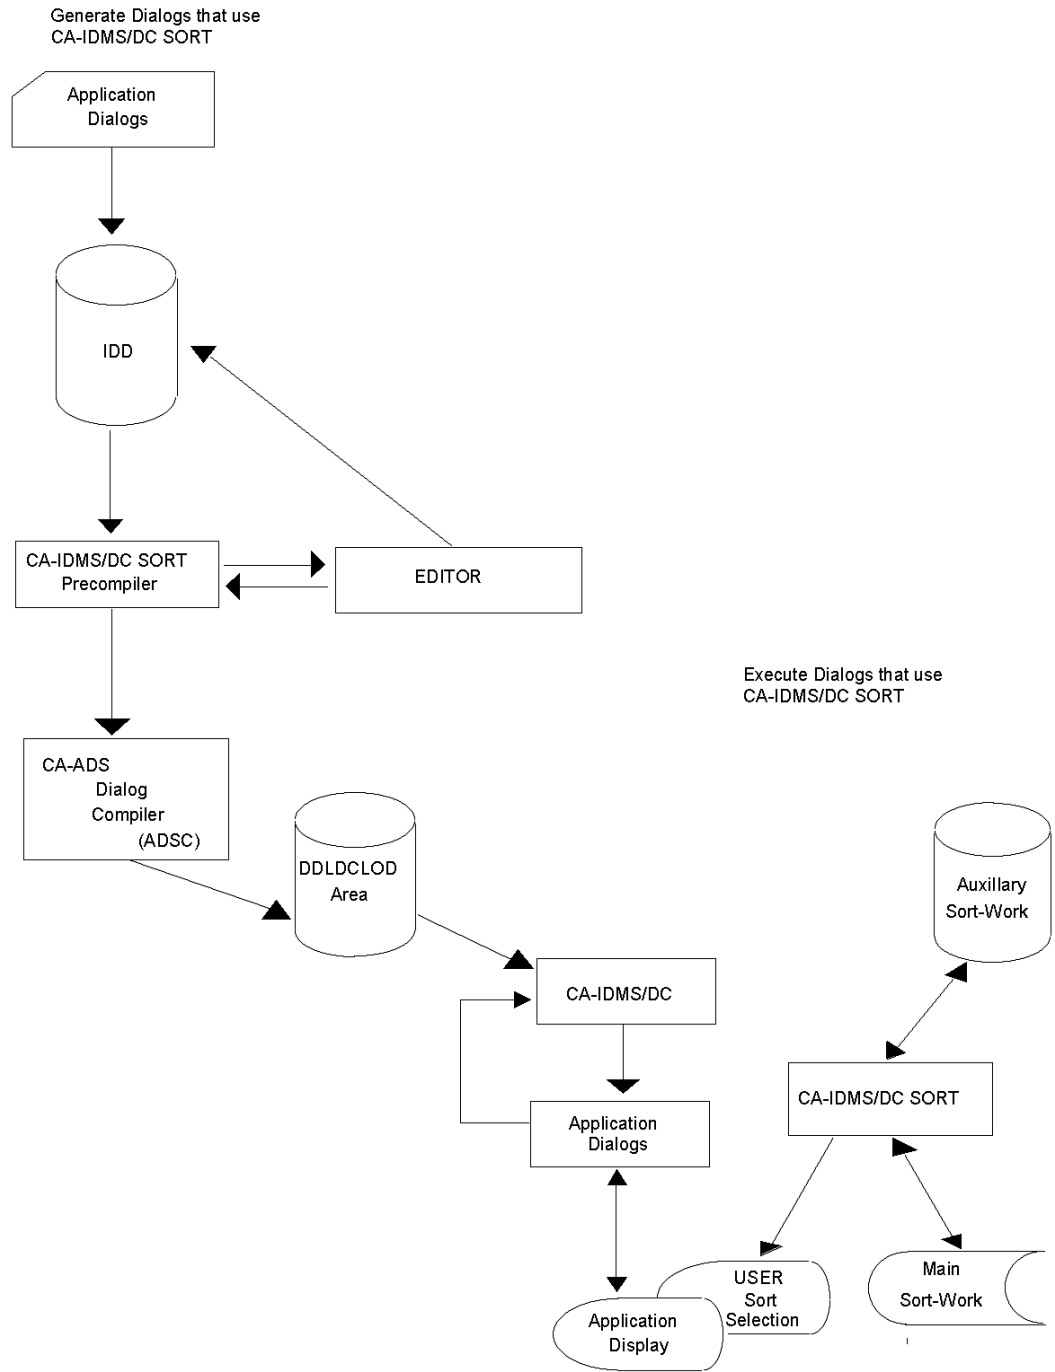 Generate Dialogs that use
CA-IDMS/DC SORT
Application
Dialogs
IDD
CA-IDMS/DC SORT
Precompiler
EDITOR
Execute Dialogs that use
CA-IDMS/DC SORT
CA-ADS
Dialog
Compiler
(ADSC)
DDLDCLOD
Area
Auxillary
Sort-Work
CA-IDMS/DC
CA-IDMS/DC SORT
Application
Dialogs
USER
Sort
Selection
Main
Sort-Work
Application
Display